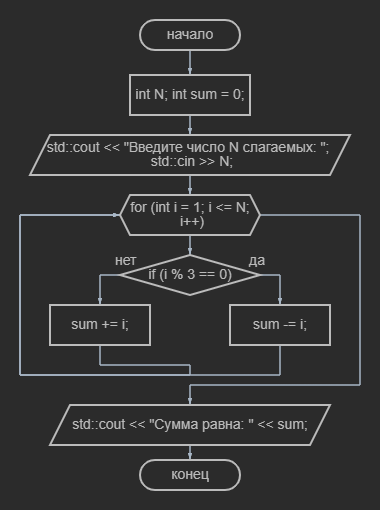 начало
int N; int sum = 0;
std::cout << "Введите число N слагаемых: ";
std::cin >> N;
for (int i = 1; i <= N;
i++)
нет
да
if (i % 3 == 0)
sum += i;
sum -= i;
std::cout << "Сумма равна: " << sum;
конец